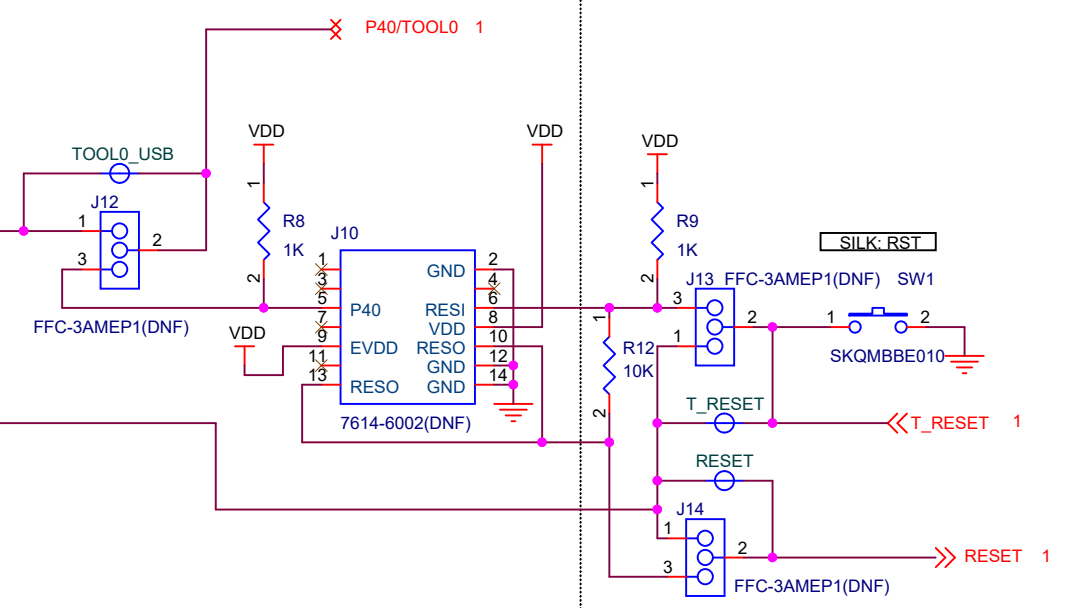 P40/TOOL0 1
VDD
VDD
VDD
TOOL0_USB
J12
1
2
3
FFC-3AMEP1(DNF)
1
R8
1K
2
VDD
J10
1
3
5
7
9
11
13
P40
EVDD
RESO
GND
RESI
VDD
RESO
GND
GND
2
4
6
8
10
12
14
7614-6002(DNF)
1
R9
1K
2
1
R12
10K
2
SILK: RST
J13 FFC-3AMEP1(DNF) SW1
3
2
1
1
2
SKQMBBE010
T_RESET
T_RESET 1
RESET
J14
1
2
3
RESET 1
FFC-3AMEP1(DNF)